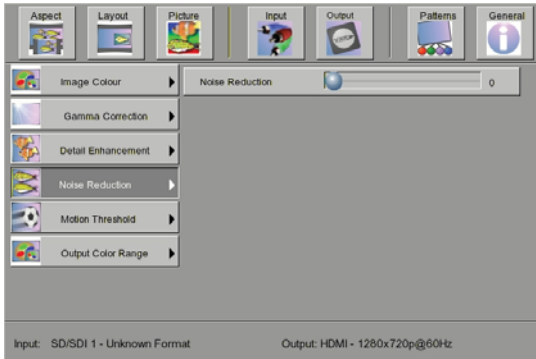 Aspect
Layout
Picture
Input
Output
Patterns
General
Image Colour
Noise Reduction
0
Gamma Correction
Detail Enhancement
Noise Reduction
Motion Threshold
Output Color Range
Input: SD/SDI 1 - Unknown Format
Output: HDMI - 1280x720p@60Hz